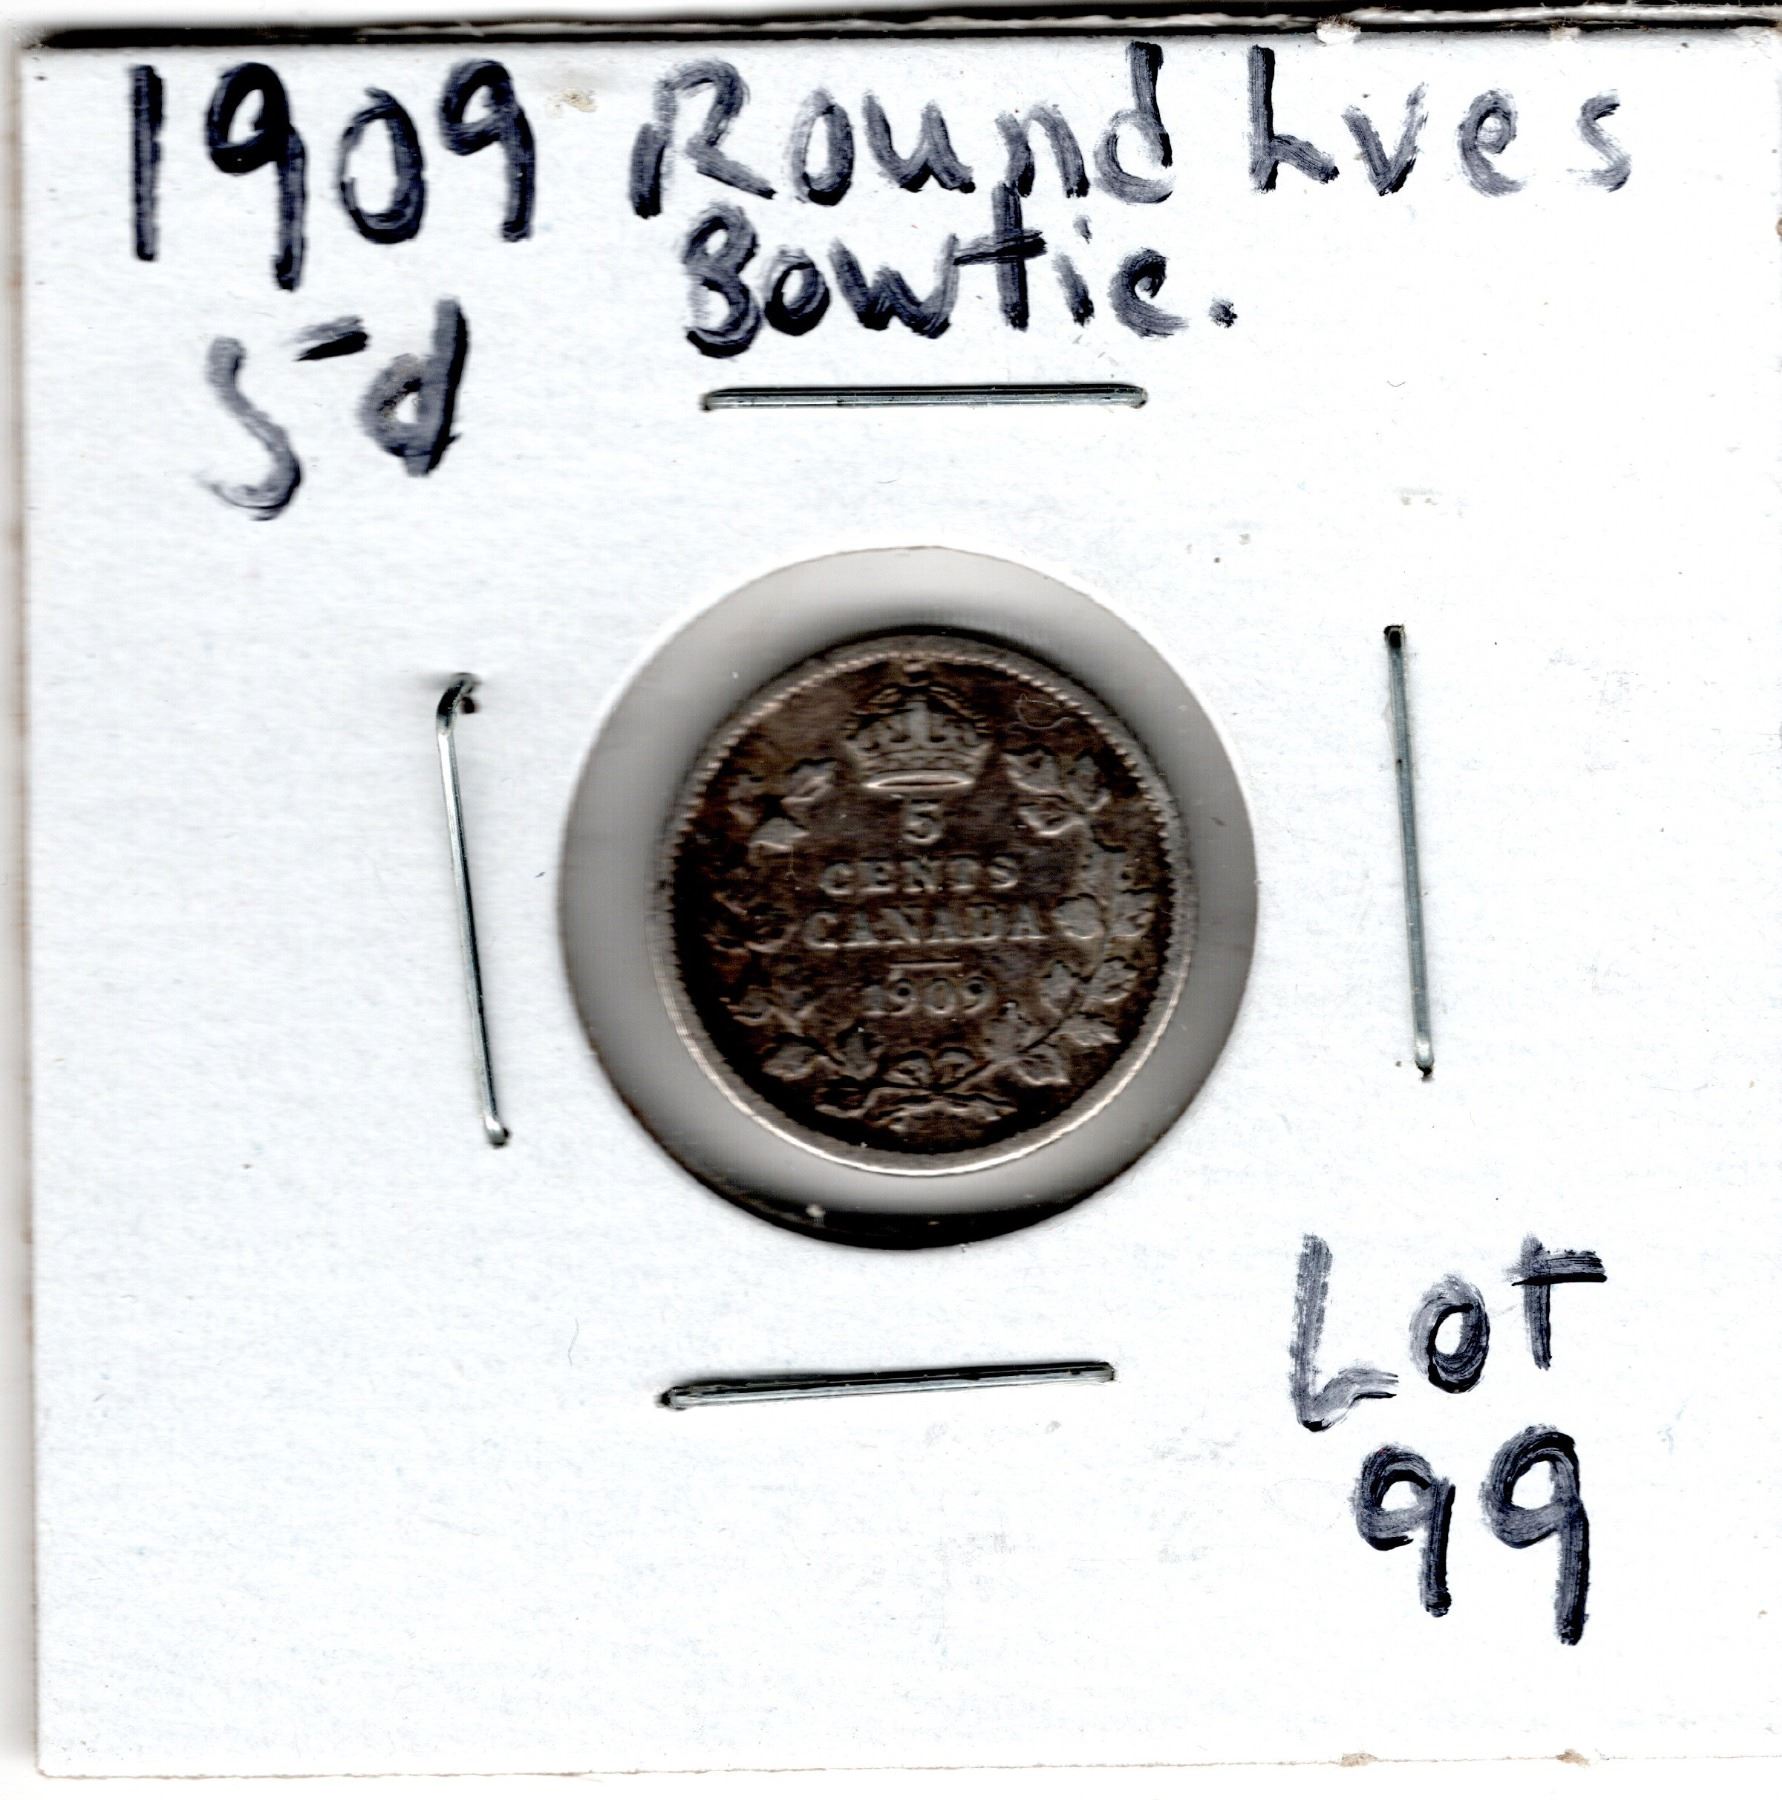 1909 Round Lves
Bowtie.
5¢
5
CENTS
CANADA
1909
Lot
99